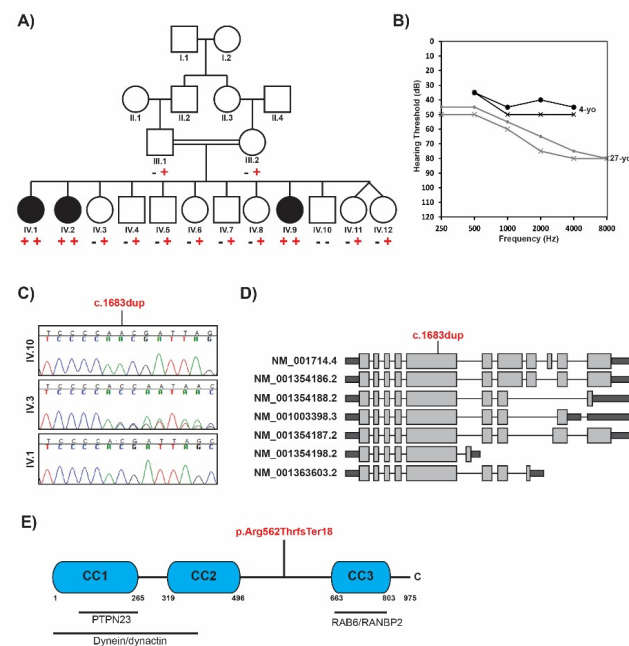 A)
I.1 I.2
II.1 II.2 II.3 II.4
III.1 III.2
- + - +
IV.1 IV.2 IV.3 IV.4 IV.5 IV.6 IV.7 IV.8 IV.9 IV.10 IV.11 IV.12
+ + + + - + - + - + - + - + - + + + - - - + - +
B)
Hearing Threshold (dB)
0
10
20
30
40
50
60
70
80
90
100
110
120
4-yo
27-yo
250 500 1000 2000 4000 8000
Frequency (Hz)
C)
c.1683dup
IV.10
T C C C C A A C G A T T A G
T C C C C A A C G A T T A G
IV.3
T C C C C A C C A A T A A C
T C C C C A C C A A T A A C
IV.1
T C C C C A C G A T T A G C
T C C C C A C G A T T A G C
D)
c.1683dup
NM_001714.4
NM_001354186.2
NM_001354188.2
NM_001003398.3
NM_001354187.2
NM_001354198.2
NM_001363603.2
E)
p.Arg562ThrfsTer18
CC1 CC2 CC3 C
1 265 319 496 663 803 975
PTPN23 RAB6/RANBP2
Dynein/dynactin